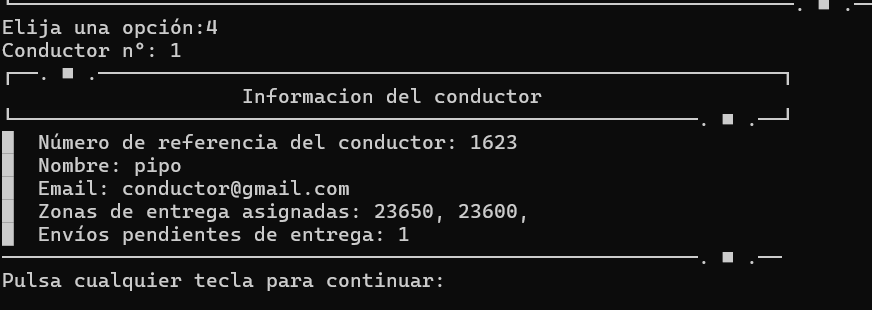 Elija una opción:4
Conductor nº: 1
Informacion del conductor
Número de referencia del conductor: 1623
Nombre: pipo
Email: conductor@gmail.com
Zonas de entrega asignadas: 23650, 23600,
Envíos pendientes de entrega: 1
Pulsa cualquier tecla para continuar: